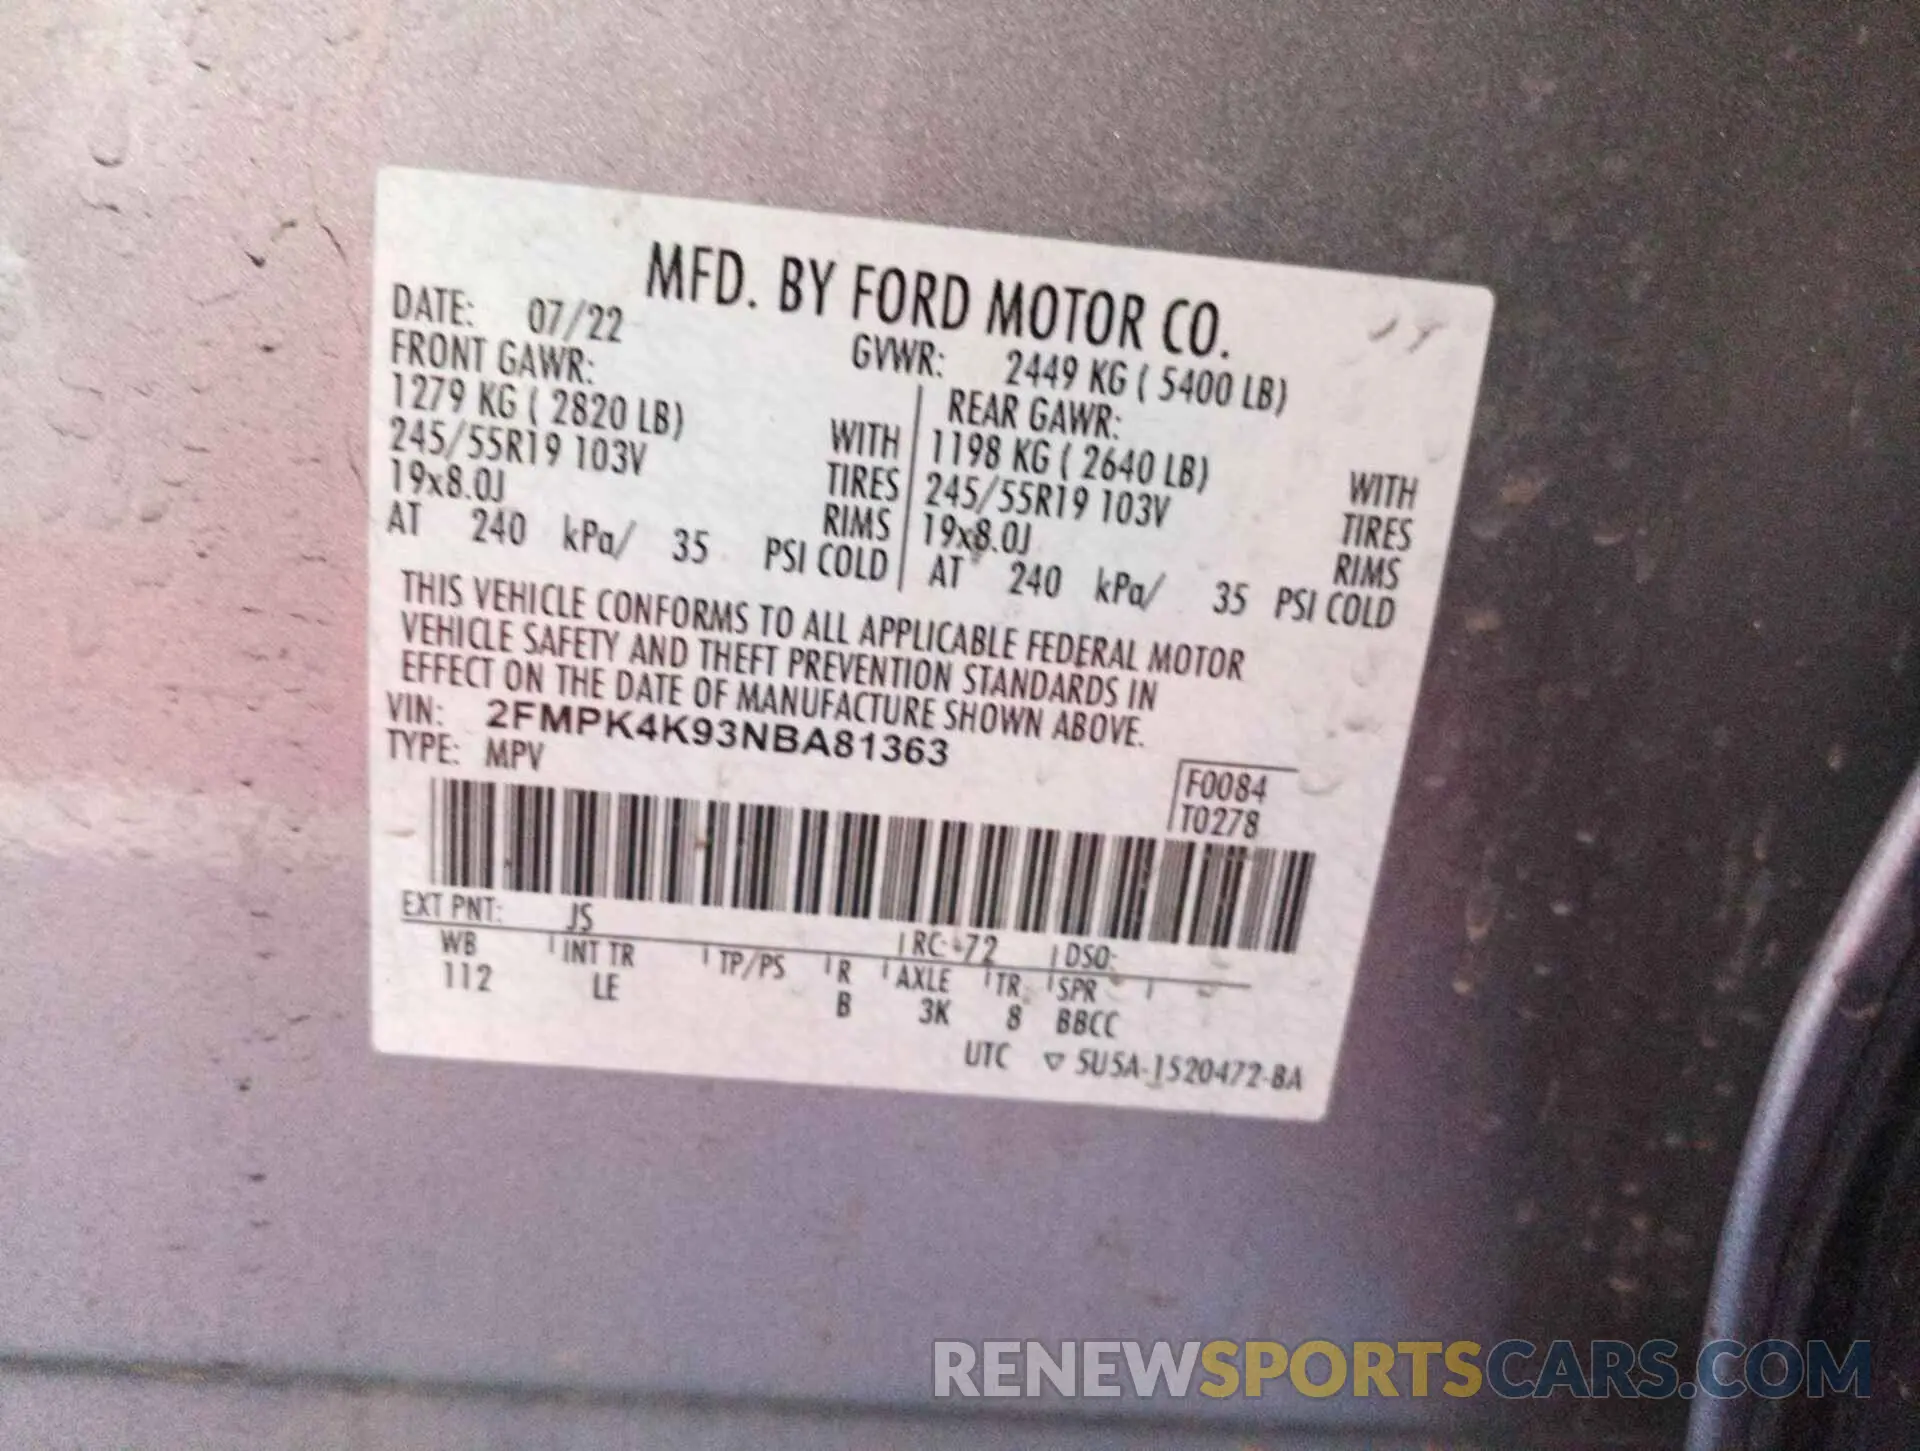 MFD. BY FORD MOTOR CO.
DATE: 07/22 GVWR: 2449 KG ( 5400 LB)
FRONT GAWR: REAR GAWR:
1279 KG ( 2820 LB) WITH 1198 KG ( 2640 LB) WITH
245/55R19 103V TIRES 245/55R19 103V TIRES
19x8.0J RIMS 19x8.0J RIMS
AT 240 kPa/ 35 PSI COLD AT 240 kPa/ 35 PSI COLD
THIS VEHICLE CONFORMS TO ALL APPLICABLE FEDERAL MOTOR
VEHICLE SAFETY AND THEFT PREVENTION STANDARDS IN
EFFECT ON THE DATE OF MANUFACTURE SHOWN ABOVE.
VIN: 2FMPK4K93NBA81363
TYPE: MPV
F0084
T0278
EXT PNT: JS RC: 72 DSO:
WB INT TR TP/PS R AXLE TR SPR
112 LE B 3K 8 BBCC
UTC ▽ 5U5A-1520472-BA
RENEWSPORTSCARS.COM